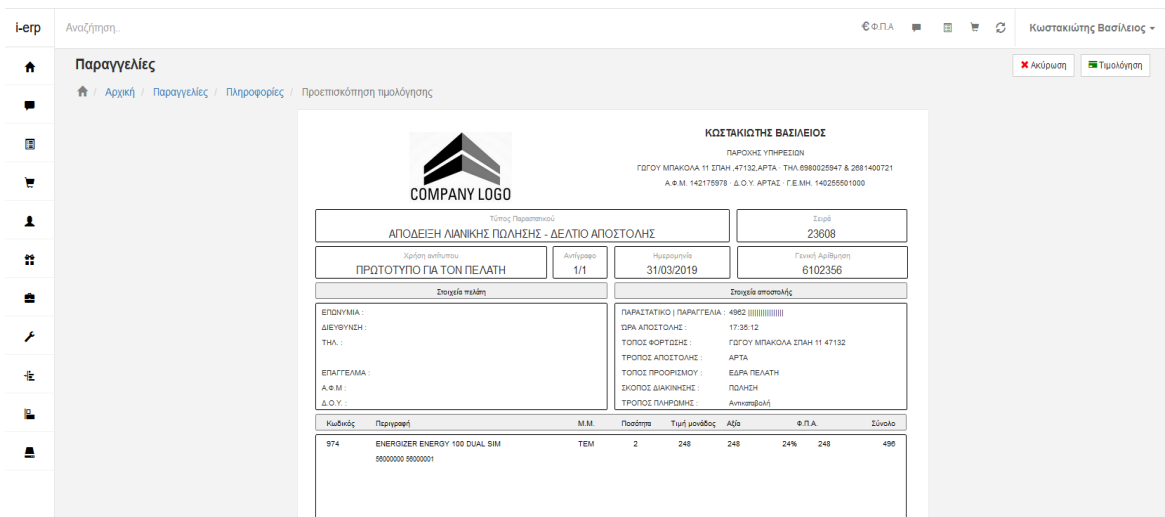 i-erp
Αναζήτηση..
€ Φ.Π.Α
Κωστακιώτης Βασίλειος
Παραγγελίες
Ακύρωση
Τιμολόγηση
/ Αρχική / Παραγγελίες / Πληροφορίες / Προεπισκόπηση τιμολόγησης
COMPANY LOGO
ΚΩΣΤΑΚΙΩΤΗΣ ΒΑΣΙΛΕΙΟΣ
ΠΑΡΟΧΗΣ ΥΠΗΡΕΣΙΩΝ
ΓΩΓΟΥ ΜΠΑΚΟΛΑ 11 ΣΠΑΗ ,47132,ΑΡΤΑ · ΤΗΛ.6980025947 & 2681400721
Α.Φ.Μ. 142175978 · Δ.Ο.Υ. ΑΡΤΑΣ · Γ.Ε.ΜΗ. 140255501000
Τύπος Παραστατικού
ΑΠΟΔΕΙΞΗ ΛΙΑΝΙΚΗΣ ΠΩΛΗΣΗΣ - ΔΕΛΤΙΟ ΑΠΟΣΤΟΛΗΣ
Σειρά
23608
Χρήση αντίτυπου
ΠΡΩΤΟΤΥΠΟ ΓΙΑ ΤΟΝ ΠΕΛΑΤΗ
Αντίγραφο
1/1
Ημερομηνία
31/03/2019
Γενική Αρίθμηση
6102356
Στοιχεία πελάτη
ΕΠΩΝΥΜΙΑ :
ΔΙΕΥΘΥΝΣΗ :
ΤΗΛ. :
ΕΠΑΓΓΕΛΜΑ :
Α.Φ.Μ :
Δ.Ο.Υ. :
Στοιχεία αποστολής
ΠΑΡΑΣΤΑΤΙΚΟ | ΠΑΡΑΓΓΕΛΙΑ : 4962 ||||||||||||||||||
ΏΡΑ ΑΠΟΣΤΟΛΗΣ : 17:35:12
ΤΟΠΟΣ ΦΟΡΤΩΣΗΣ : ΓΩΓΟΥ ΜΠΑΚΟΛΑ ΣΠΑΗ 11 47132
ΤΡΟΠΟΣ ΑΠΟΣΤΟΛΗΣ : ΑΡΤΑ
ΤΟΠΟΣ ΠΡΟΟΡΙΣΜΟΥ : ΕΔΡΑ ΠΕΛΑΤΗ
ΣΚΟΠΟΣ ΔΙΑΚΙΝΗΣΗΣ : ΠΩΛΗΣΗ
ΤΡΟΠΟΣ ΠΛΗΡΩΜΗΣ : Αντικαταβολή
Κωδικός Περιγραφή Μ.Μ. Ποσότητα Τιμή μονάδος Αξία Φ.Π.Α. Σύνολο
974 ENERGIZER ENERGY 100 DUAL SIM ΤΕΜ 2 248 248 24% 248 496
56000000 56000001